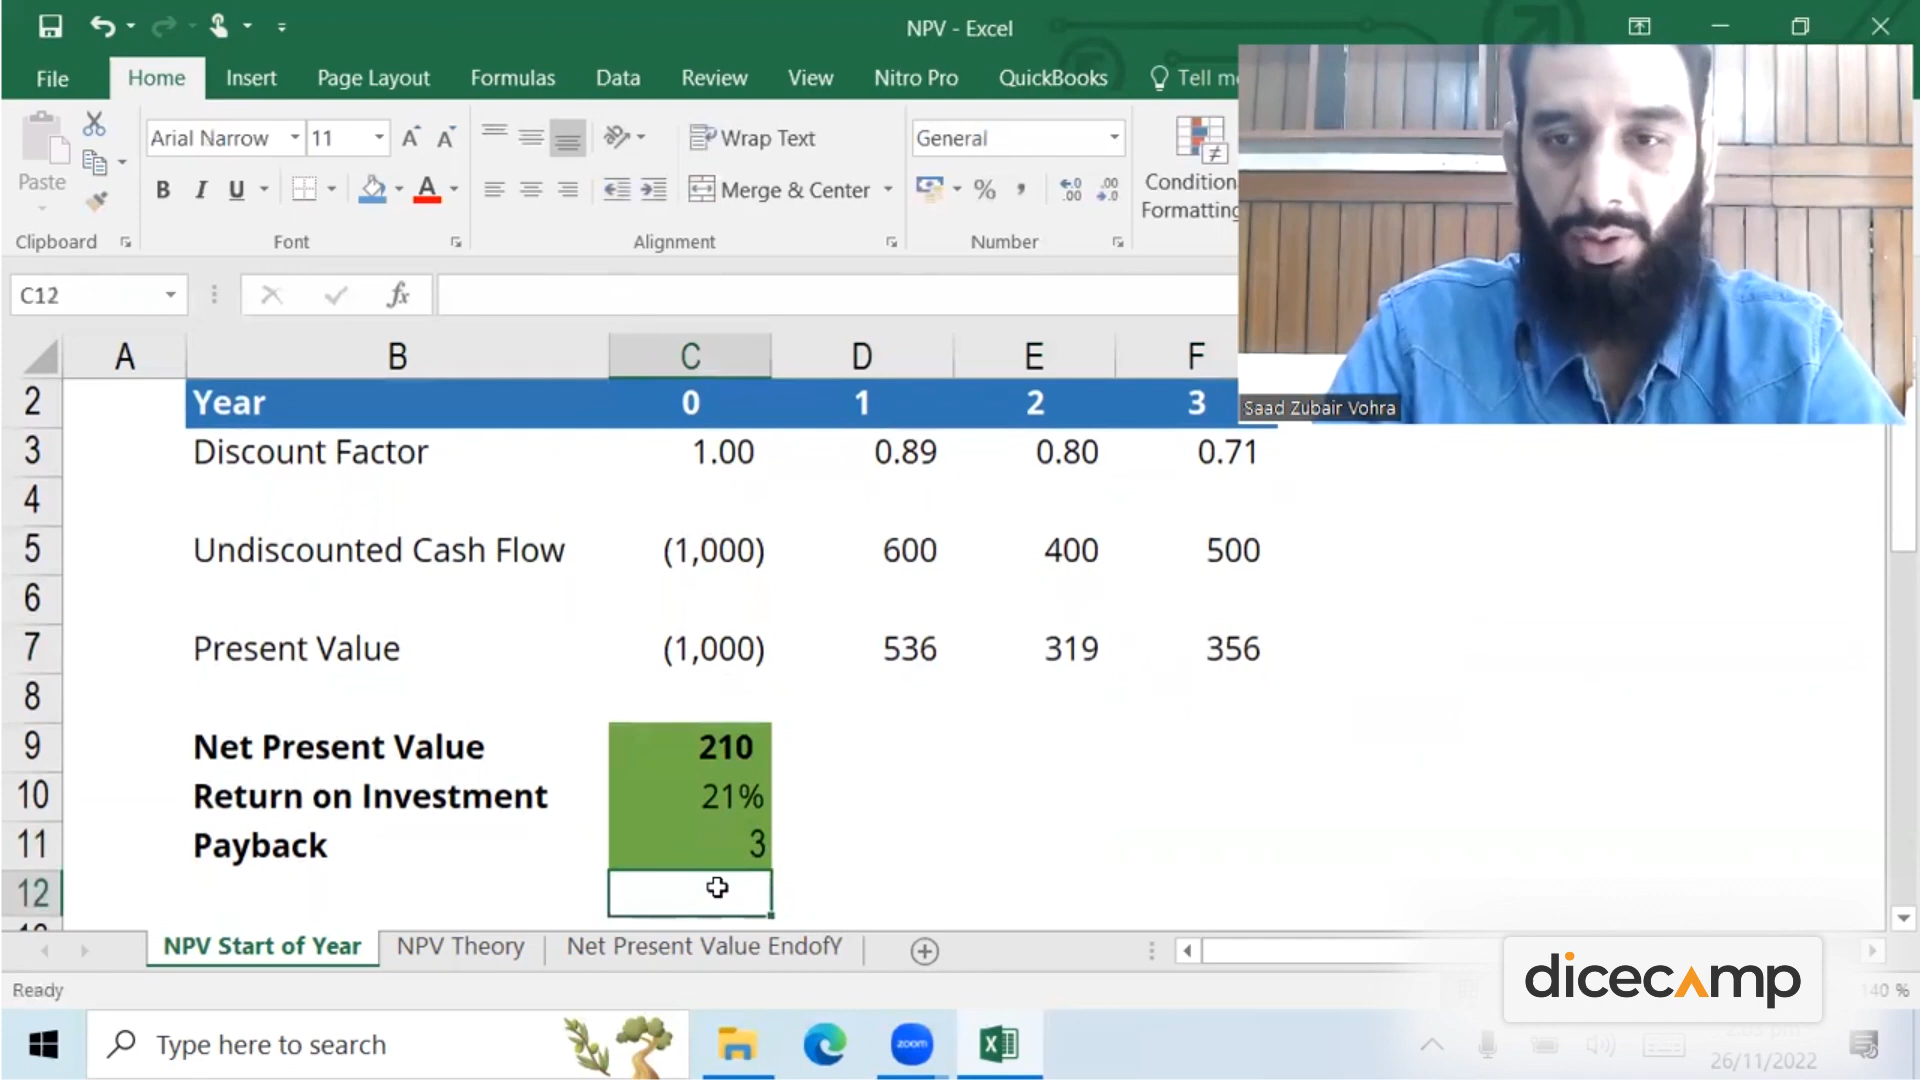 NPV - Excel
File Home Insert Page Layout Formulas Data Review View Nitro Pro QuickBooks Tell me
Paste
Clipboard
Arial Narrow 11
B I U
Font
Wrap Text
Merge & Center
Alignment
General
%
Number
Condition
Formatting
C12
fx
A B C D E F
2 Year 0 1 2 3
3 Discount Factor 1.00 0.89 0.80 0.71
4
5 Undiscounted Cash Flow (1,000) 600 400 500
6
7 Present Value (1,000) 536 319 356
8
9 Net Present Value 210
10 Return on Investment 21%
11 Payback 3
12
Saad Zubair Vohra
NPV Start of Year NPV Theory Net Present Value EndofY
Ready
140 %
dicecamp
Type here to search
zoom
26/11/2022